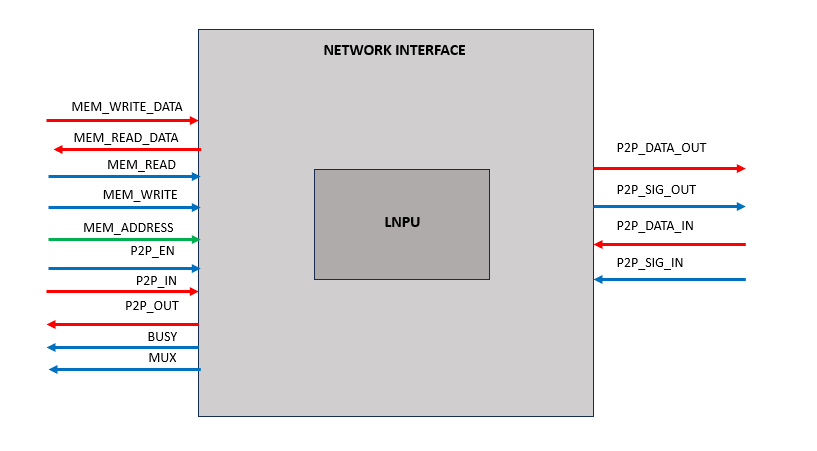 NETWORK INTERFACE
MEM_WRITE_DATA
MEM_READ_DATA
MEM_READ
MEM_WRITE
MEM_ADDRESS
P2P_EN
P2P_IN
P2P_OUT
BUSY
MUX
LNPU
P2P_DATA_OUT
P2P_SIG_OUT
P2P_DATA_IN
P2P_SIG_IN